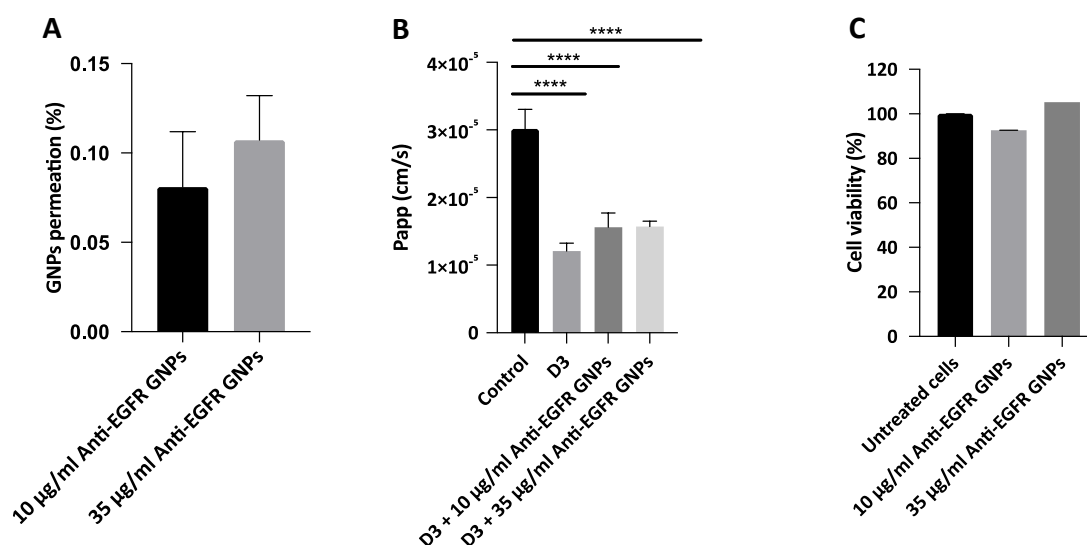 A
GNPs permeation (%)
0.15
0.10
0.05
0.00
10 µg/ml Anti-EGFR GNPs
35 µg/ml Anti-EGFR GNPs
B
****
****
****
Papp (cm/s)
4×10⁻⁵
3×10⁻⁵
2×10⁻⁵
1×10⁻⁵
0
Control
D3
D3 + 10 µg/ml Anti-EGFR GNPs
D3 + 35 µg/ml Anti-EGFR GNPs
C
Cell viability (%)
120
100
80
60
40
20
0
Untreated cells
10 µg/ml Anti-EGFR GNPs
35 µg/ml Anti-EGFR GNPs